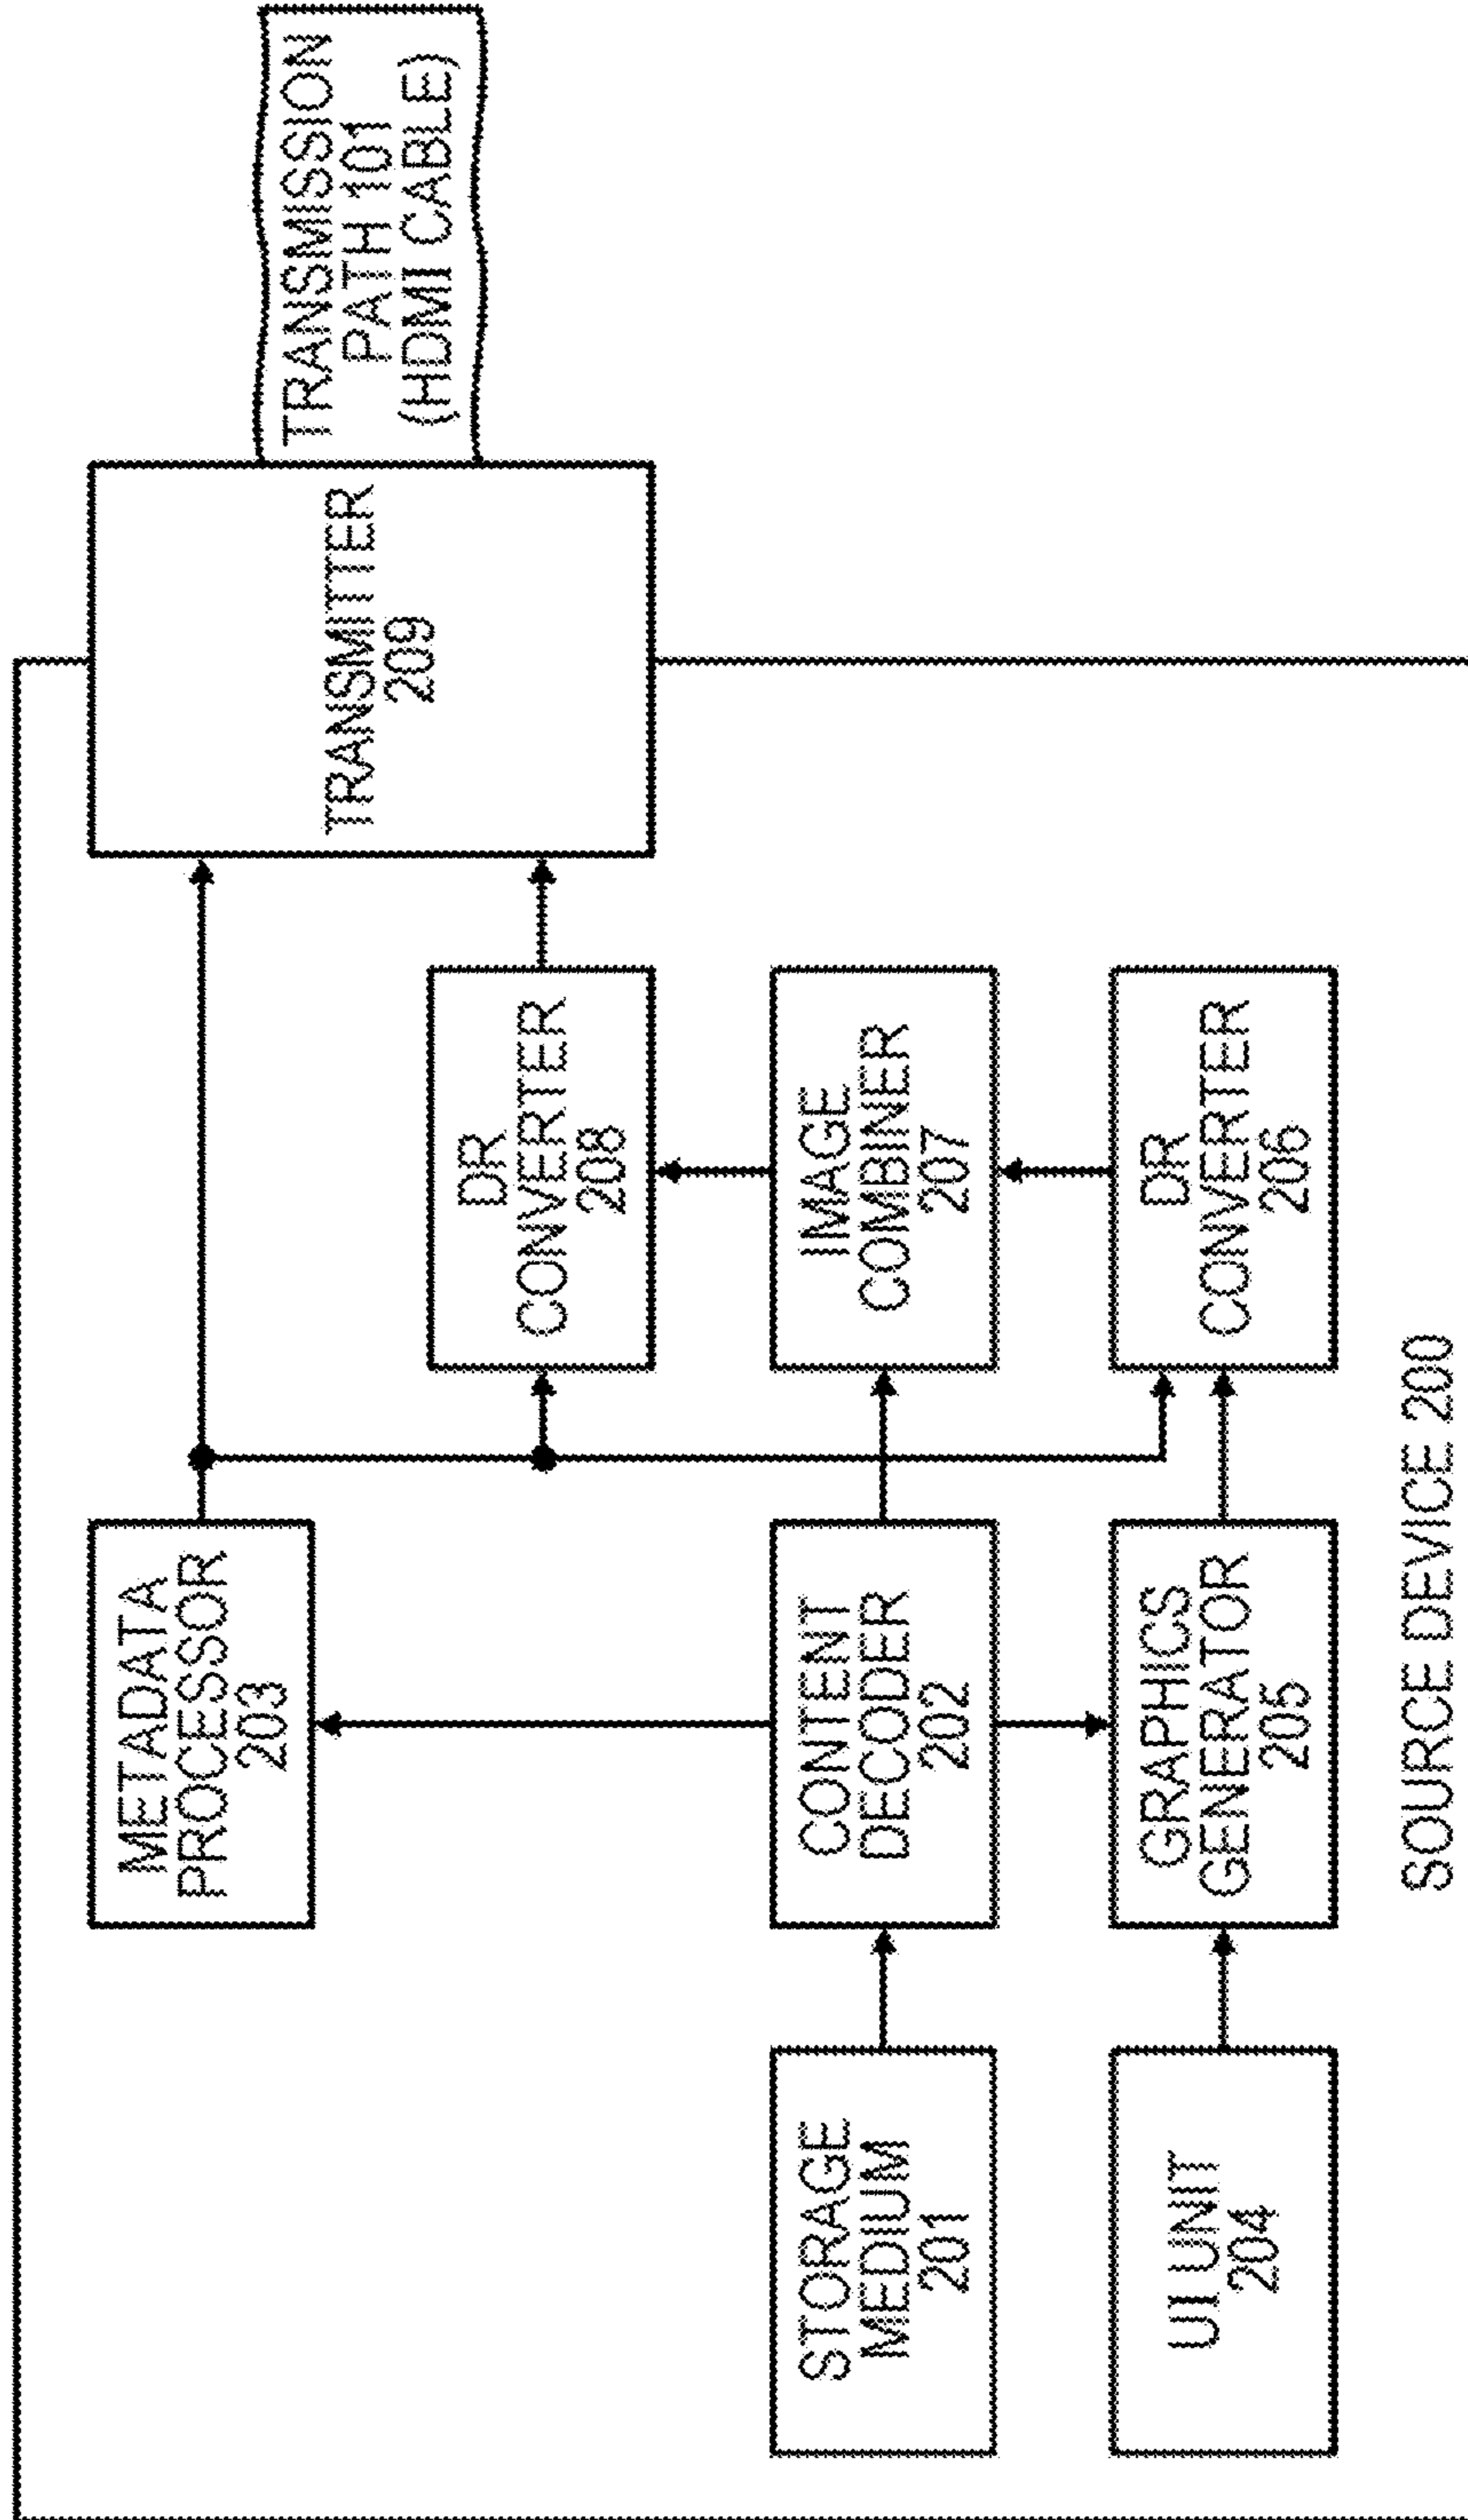 METADATA
PROCESSOR
203
TRANSMITTER
209
TRANSMISSION
PATH 101
(HDMI CABLE)
DR
CONVERTER
208
STORAGE
MEDIUM
201
CONTENT
DECODER
202
IMAGE
COMBINER
207
UI UNIT
204
GRAPHICS
GENERATOR
205
DR
CONVERTER
206
SOURCE DEVICE 200